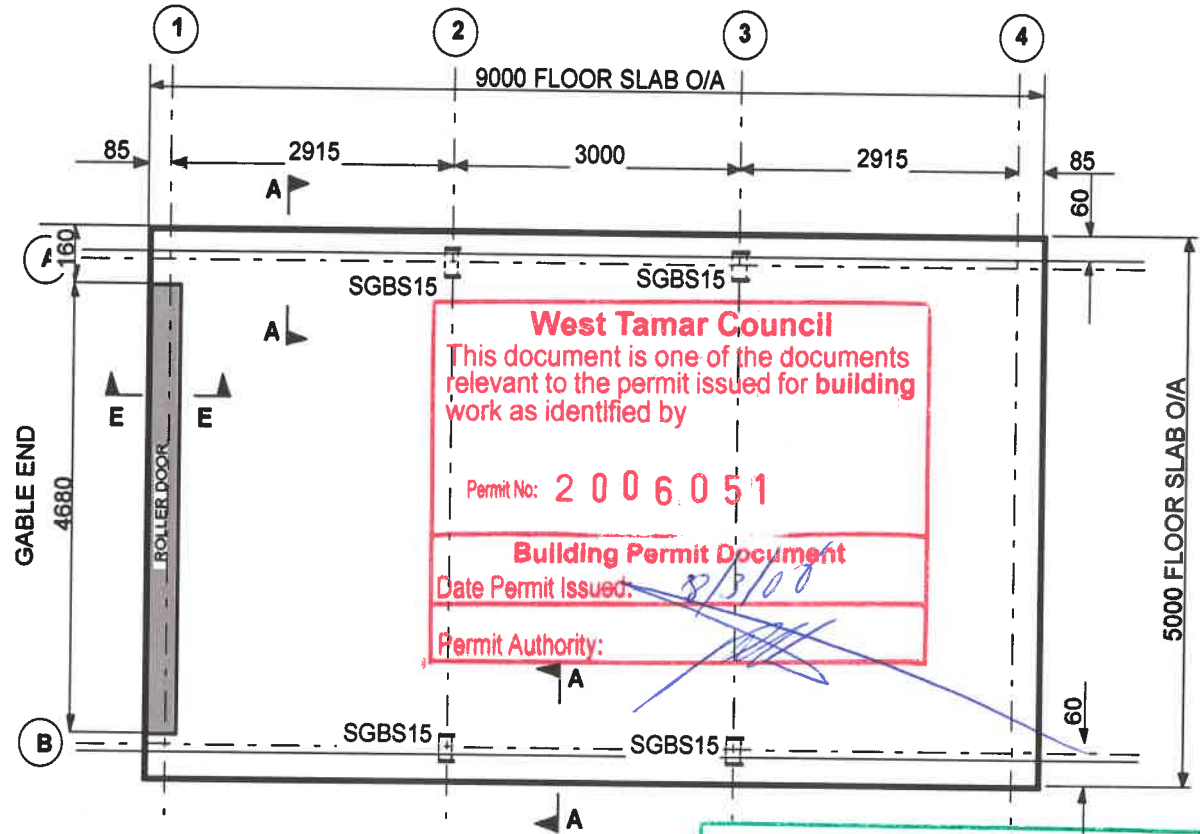 1 2 3 4
9000 FLOOR SLAB O/A
85 2915 3000 2915 85
A
60
A 160
SGBS15 SGBS15
A
West Tamar Council
This document is one of the documents
relevant to the permit issued for building
work as identified by
Permit No: 2006051
Building Permit Document
Date Permit Issued: 8/3/06
Permit Authority:
E E
GABLE END
4680
ROLLER DOOR
5000 FLOOR SLAB O/A
A
60
B
SGBS15 SGBS15
A